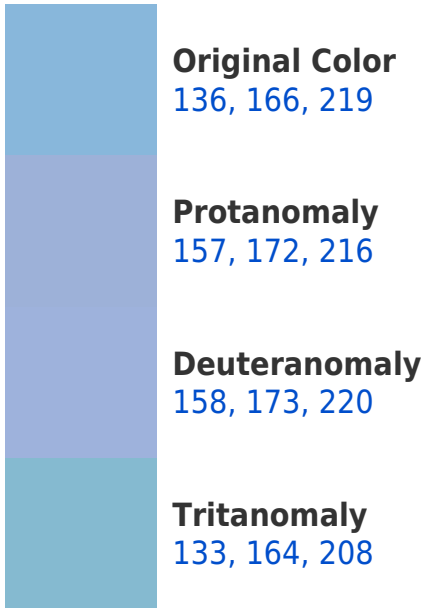 Original Color
136, 166, 219
Protanomaly
157, 172, 216
Deuteranomaly
158, 173, 220
Tritanomaly
133, 164, 208